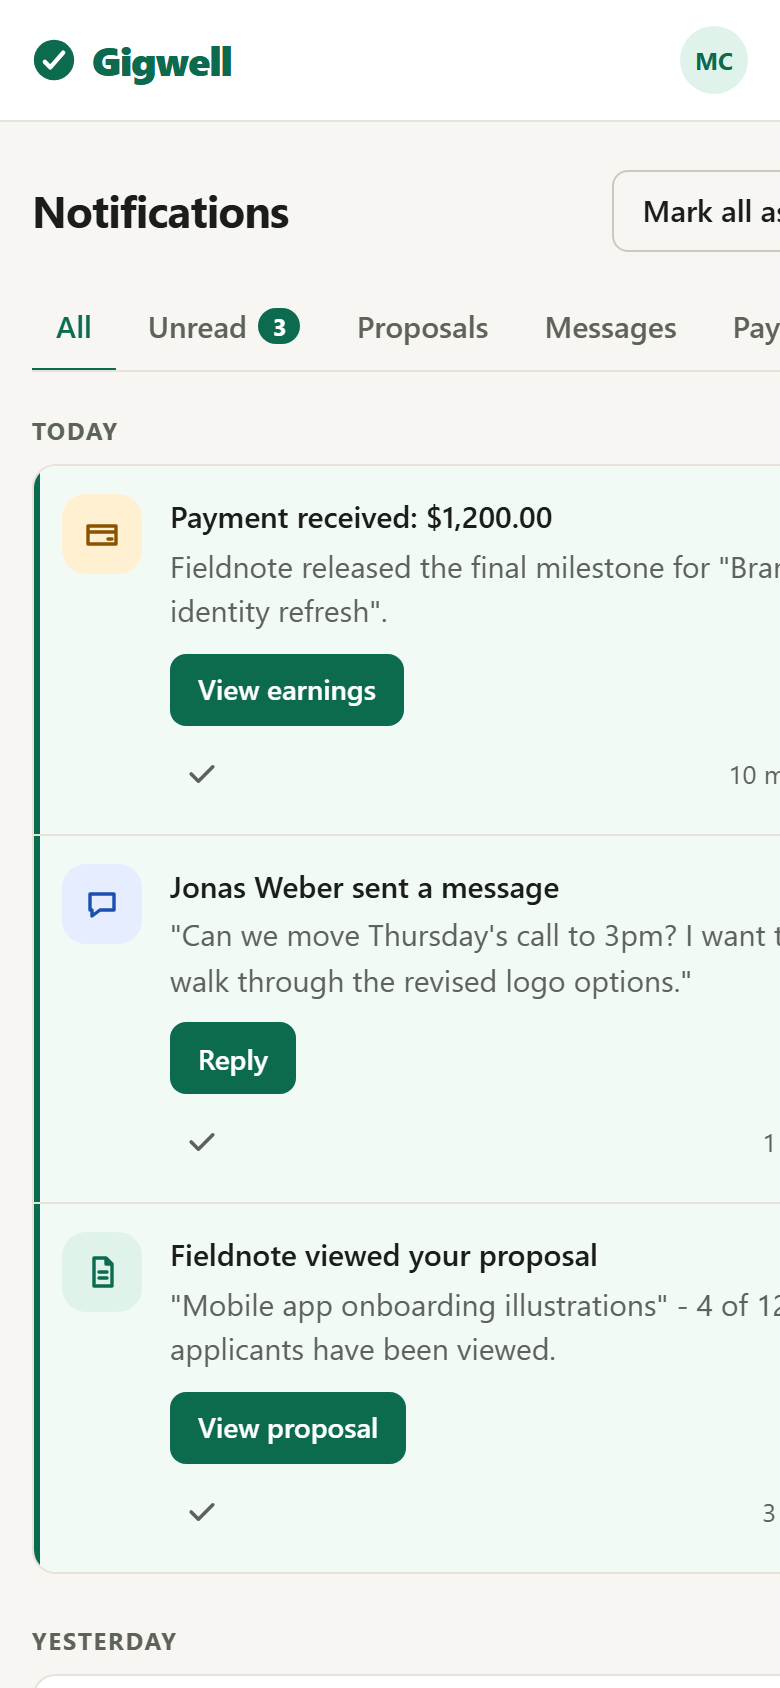 Gigwell
MC
Notifications
Mark all
All
Unread 3
Proposals
Messages
TODAY
Payment received: $1,200.00
Fieldnote released the final milestone for
identity refresh".
View earnings
10
Jonas Weber sent a message
"Can we move Thursday's call to 3pm? I want
walk through the revised logo options."
Reply
1
Fieldnote viewed your proposal
"Mobile app onboarding illustrations" - 4 of 12
applicants have been viewed.
View proposal
3
YESTERDAY